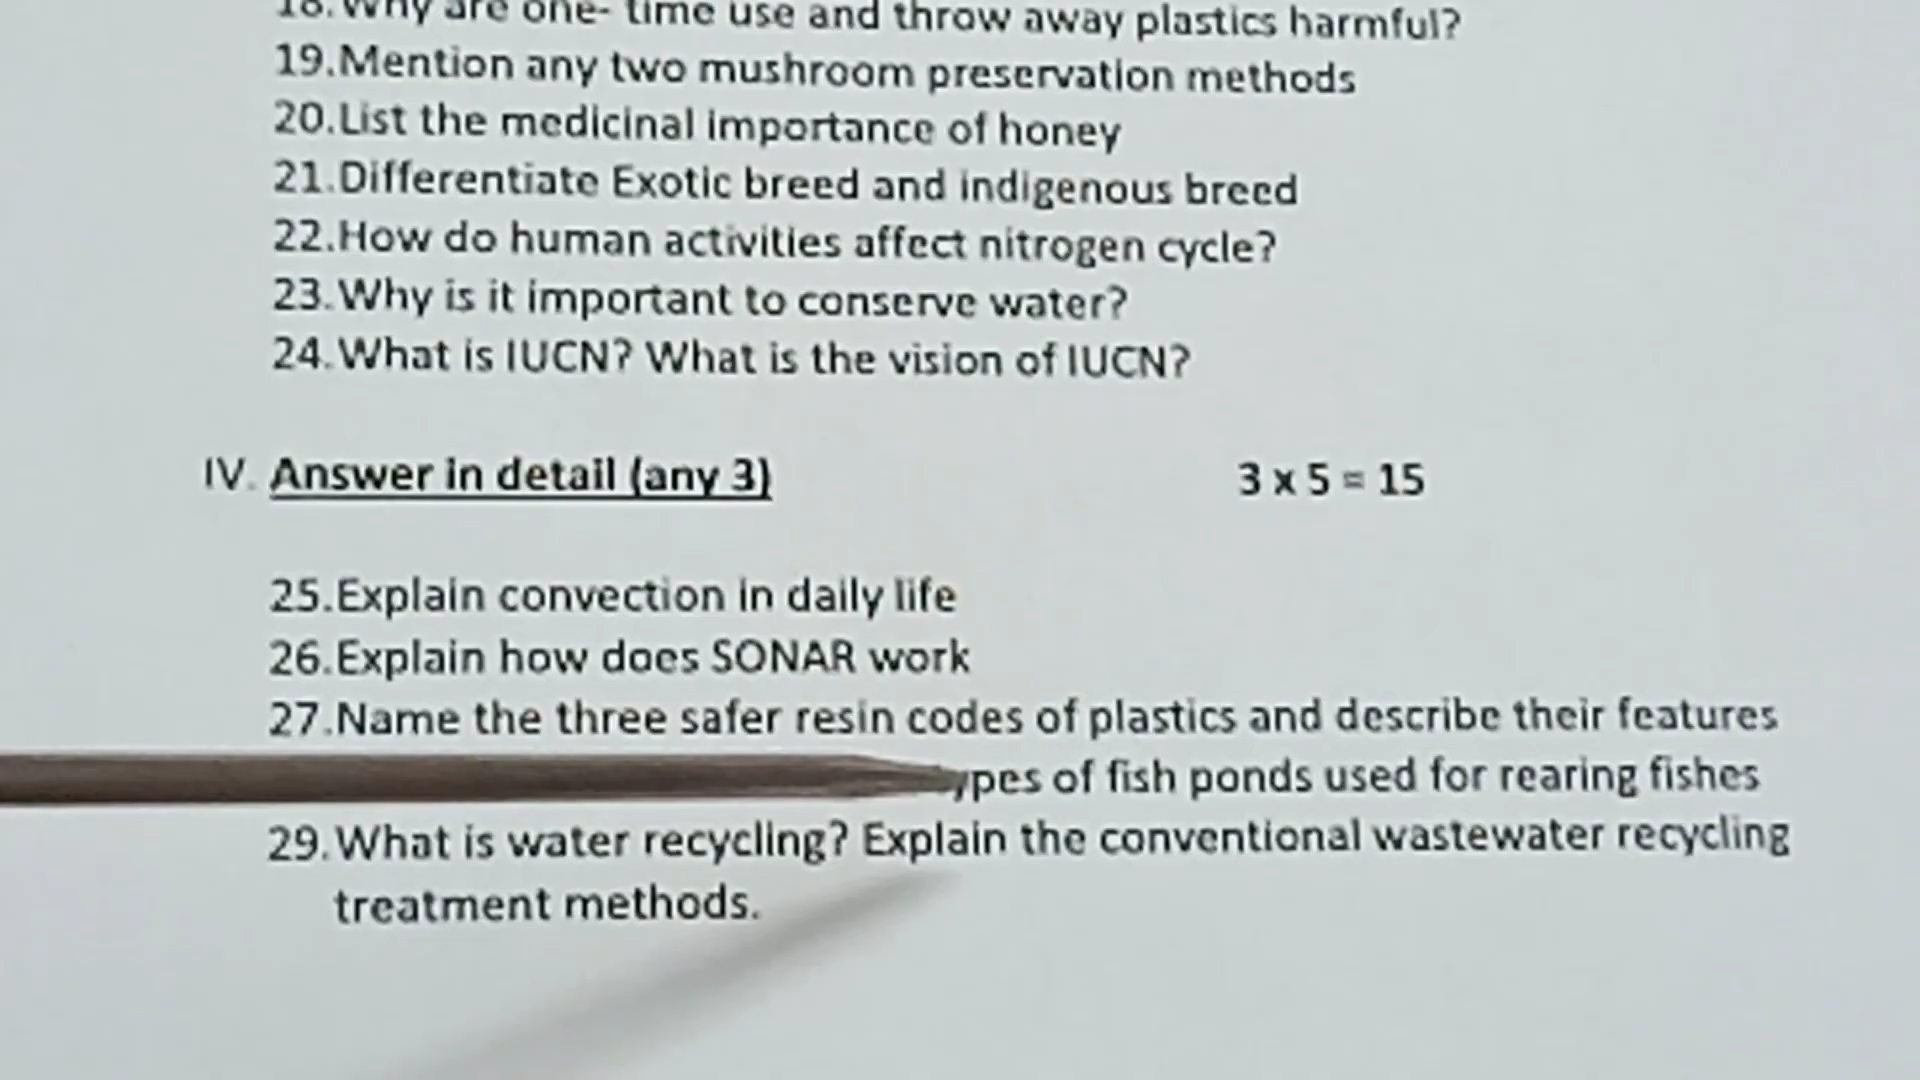 18. Why are one- time use and throw away plastics harmful?
19. Mention any two mushroom preservation methods
20. List the medicinal importance of honey
21. Differentiate Exotic breed and indigenous breed
22. How do human activities affect nitrogen cycle?
23. Why is it important to conserve water?
24. What is IUCN? What is the vision of IUCN?
IV. Answer in detail (any 3) 3 x 5 = 15
25. Explain convection in daily life
26. Explain how does SONAR work
27. Name the three safer resin codes of plastics and describe their features
of fish ponds used for rearing fishes
29. What is water recycling? Explain the conventional wastewater recycling
treatment methods.